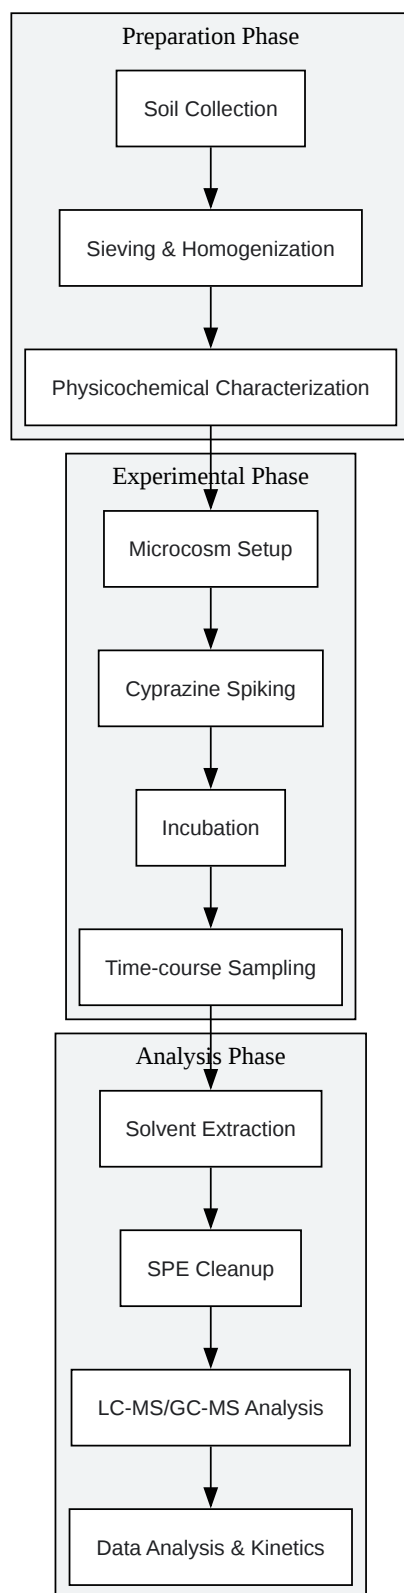 Preparation Phase
Soil Collection
Sieving & Homogenization
Physicochemical Characterization
Experimental Phase
Microcosm Setup
Cyprazine Spiking
Incubation
Time-course Sampling
Analysis Phase
Solvent Extraction
SPE Cleanup
LC-MS/GC-MS Analysis
Data Analysis & Kinetics